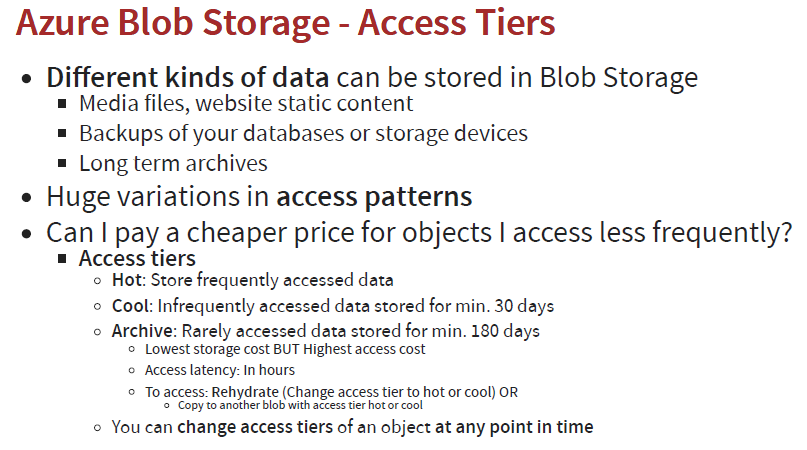 Azure Blob Storage - Access Tiers
Different kinds of data can be stored in Blob Storage
Media files, website static content
Backups of your databases or storage devices
Long term archives
Huge variations in access patterns
Can I pay a cheaper price for objects I access less frequently?
Access tiers
Hot: Store frequently accessed data
Cool: Infrequently accessed data stored for min. 30 days
Archive: Rarely accessed data stored for min. 180 days
Lowest storage cost BUT Highest access cost
Access latency: In hours
To access: Rehydrate (Change access tier to hot or cool) OR
Copy to another blob with access tier hot or cool
You can change access tiers of an object at any point in time